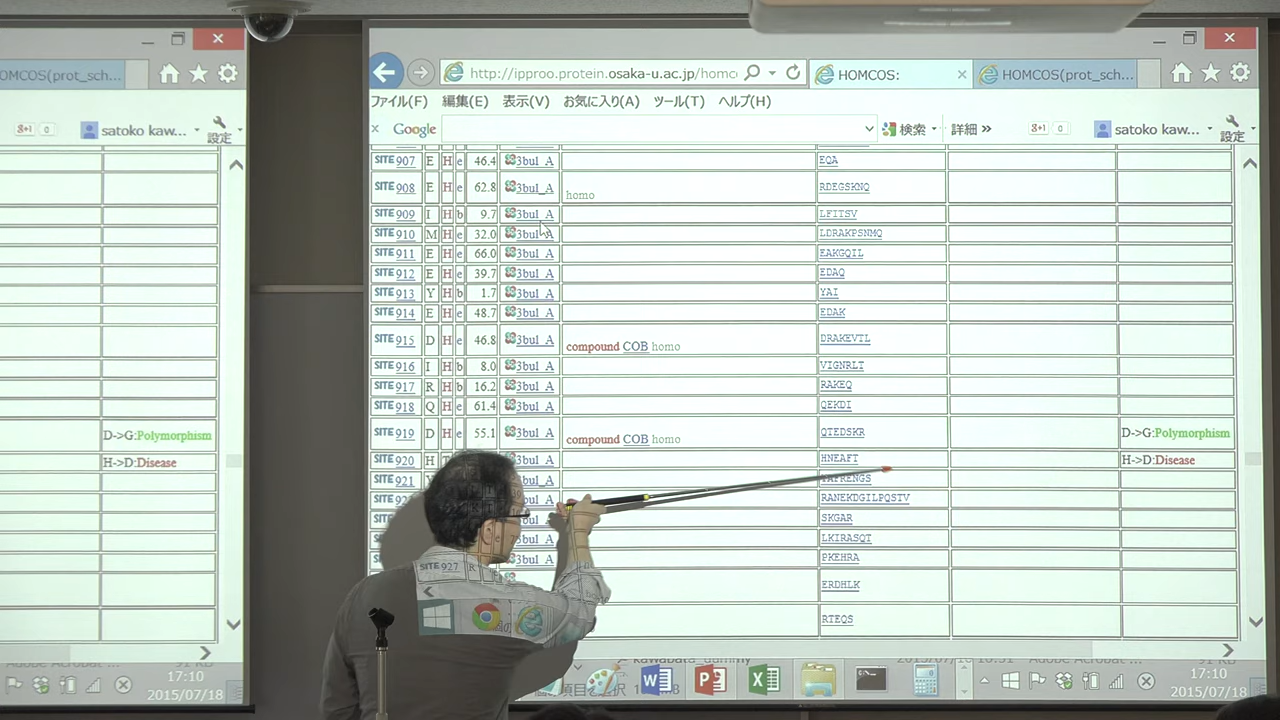 OMCOS(prot_sch...
satoko kaw...
設定
D->G:Polymorphism
H->D:Disease
17:10
2015/07/18
http://ipproo.protein.osaka-u.ac.jp/homc
HOMCOS:
HOMCOS(prot_sch...
ファイル(F) 編集(E) 表示(V) お気に入り(A) ツール(T) ヘルプ(H)
x Google 検索 詳細 » satoko kaw... 設定
SITE 907 E H e 46.4 3bul_A EQA
SITE 908 E H e 62.8 3bul_A homo RDEGSKNQ
SITE 909 I H b 9.7 3bul_A LFITSV
SITE 910 M H e 32.0 3bul_A LDRAKPSNMQ
SITE 911 E H e 66.0 3bul_A EAKGQIL
SITE 912 E H e 39.7 3bul_A EDAQ
SITE 913 Y H b 1.7 3bul_A YAI
SITE 914 E H e 48.7 3bul_A EDAK
SITE 915 D H e 46.8 3bul_A compound COB homo DRAKEVTL
SITE 916 I H b 8.0 3bul_A VIGNRLT
SITE 917 R H b 16.2 3bul_A RAKEQ
SITE 918 Q H e 61.4 3bul_A QEKDI
SITE 919 D H e 55.1 3bul_A compound COB homo QTEDSKR D->G:Polymorphism
SITE 920 H 3bul_A HNEAFT H->D:Disease
SITE 921
RANEKDGILPQSTV
SKGAR
LKIRASQT
PKEHRA
ERDHLK
SITE 927 R
RTEQS
17:10
2015/07/18